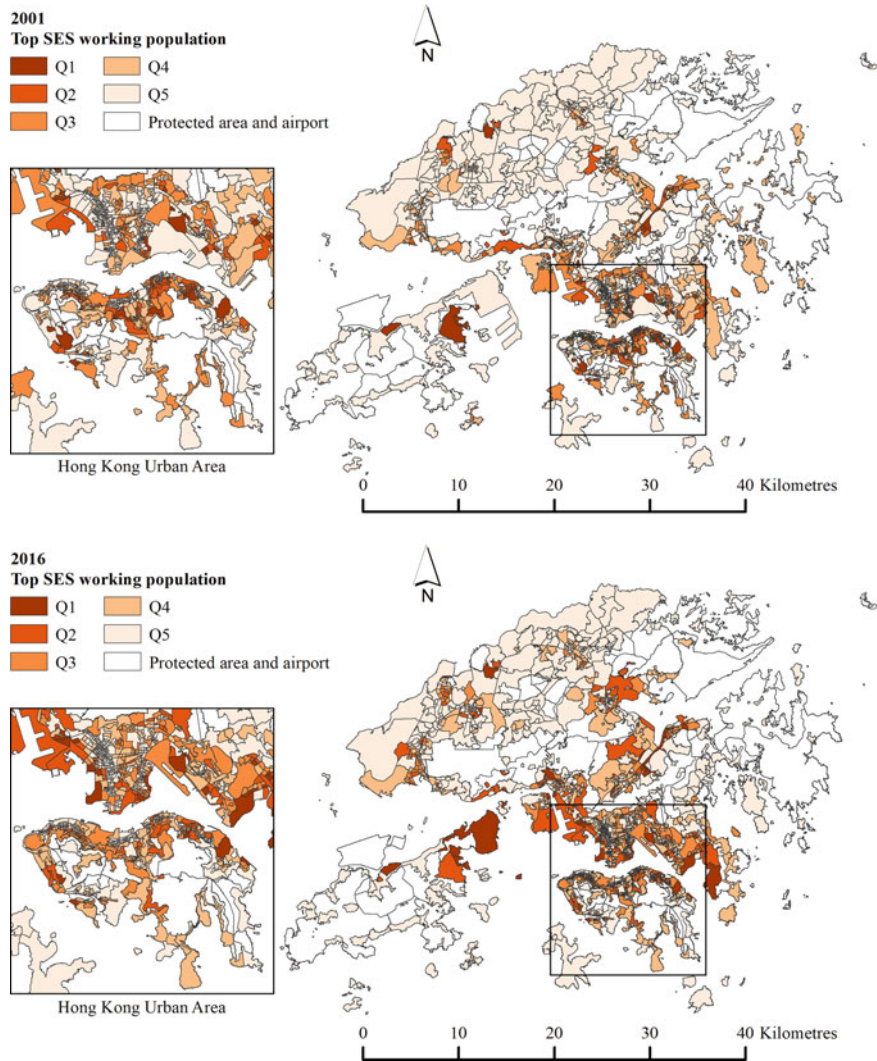 2001
Top SES working population
Q1 Q4
Q2 Q5
Q3 Protected area and airport
N
Hong Kong Urban Area
0 10 20 30 40 Kilometres
2016
Top SES working population
Q1 Q4
Q2 Q5
Q3 Protected area and airport
N
Hong Kong Urban Area
0 10 20 30 40 Kilometres